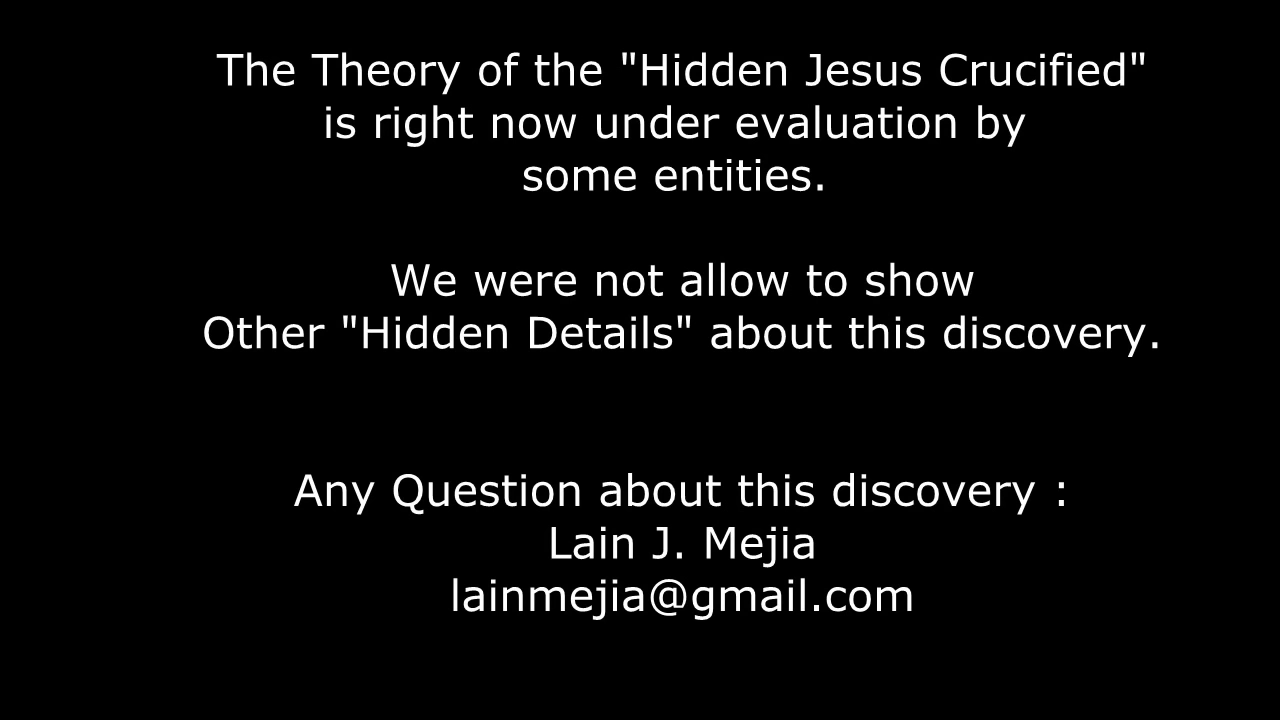 The Theory of the "Hidden Jesus Crucified"
is right now under evaluation by
some entities.
We were not allow to show
Other "Hidden Details" about this discovery.
Any Question about this discovery :
Lain J. Mejia
lainmejia@gmail.com